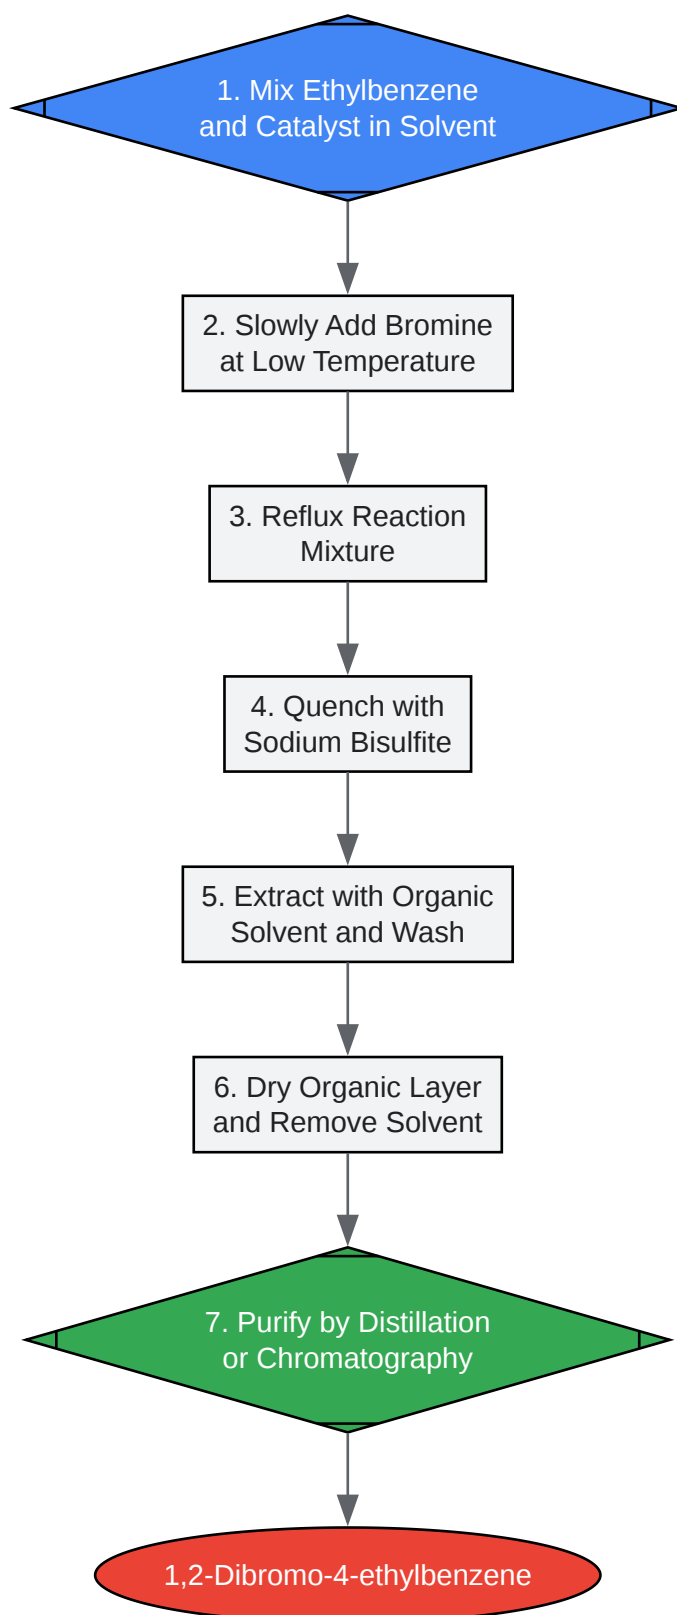 1. Mix Ethylbenzene
and Catalyst in Solvent
2. Slowly Add Bromine
at Low Temperature
3. Reflux Reaction
Mixture
4. Quench with
Sodium Bisulfite
5. Extract with Organic
Solvent and Wash
6. Dry Organic Layer
and Remove Solvent
7. Purify by Distillation
or Chromatography
1,2-Dibromo-4-ethylbenzene